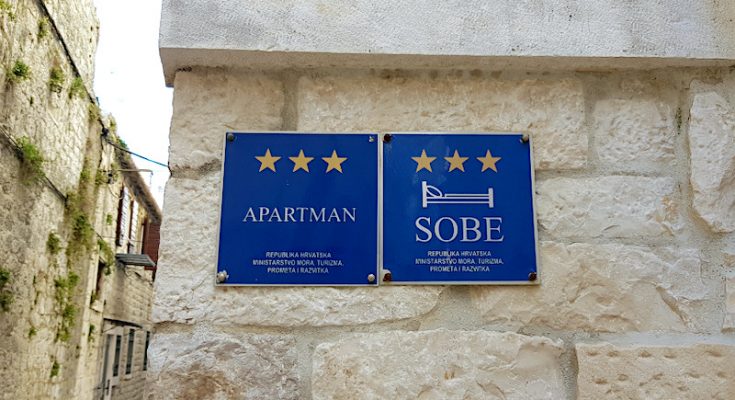 APARTMAN
REPUBLIKA HRVATSKA
MINISTARSTVO MORA, TURIZMA,
PROMETA I RAZVITKA
SOBE
REPUBLIKA HRVATSKA
MINISTARSTVO MORA, TURIZMA,
PROMETA I RAZVITKA